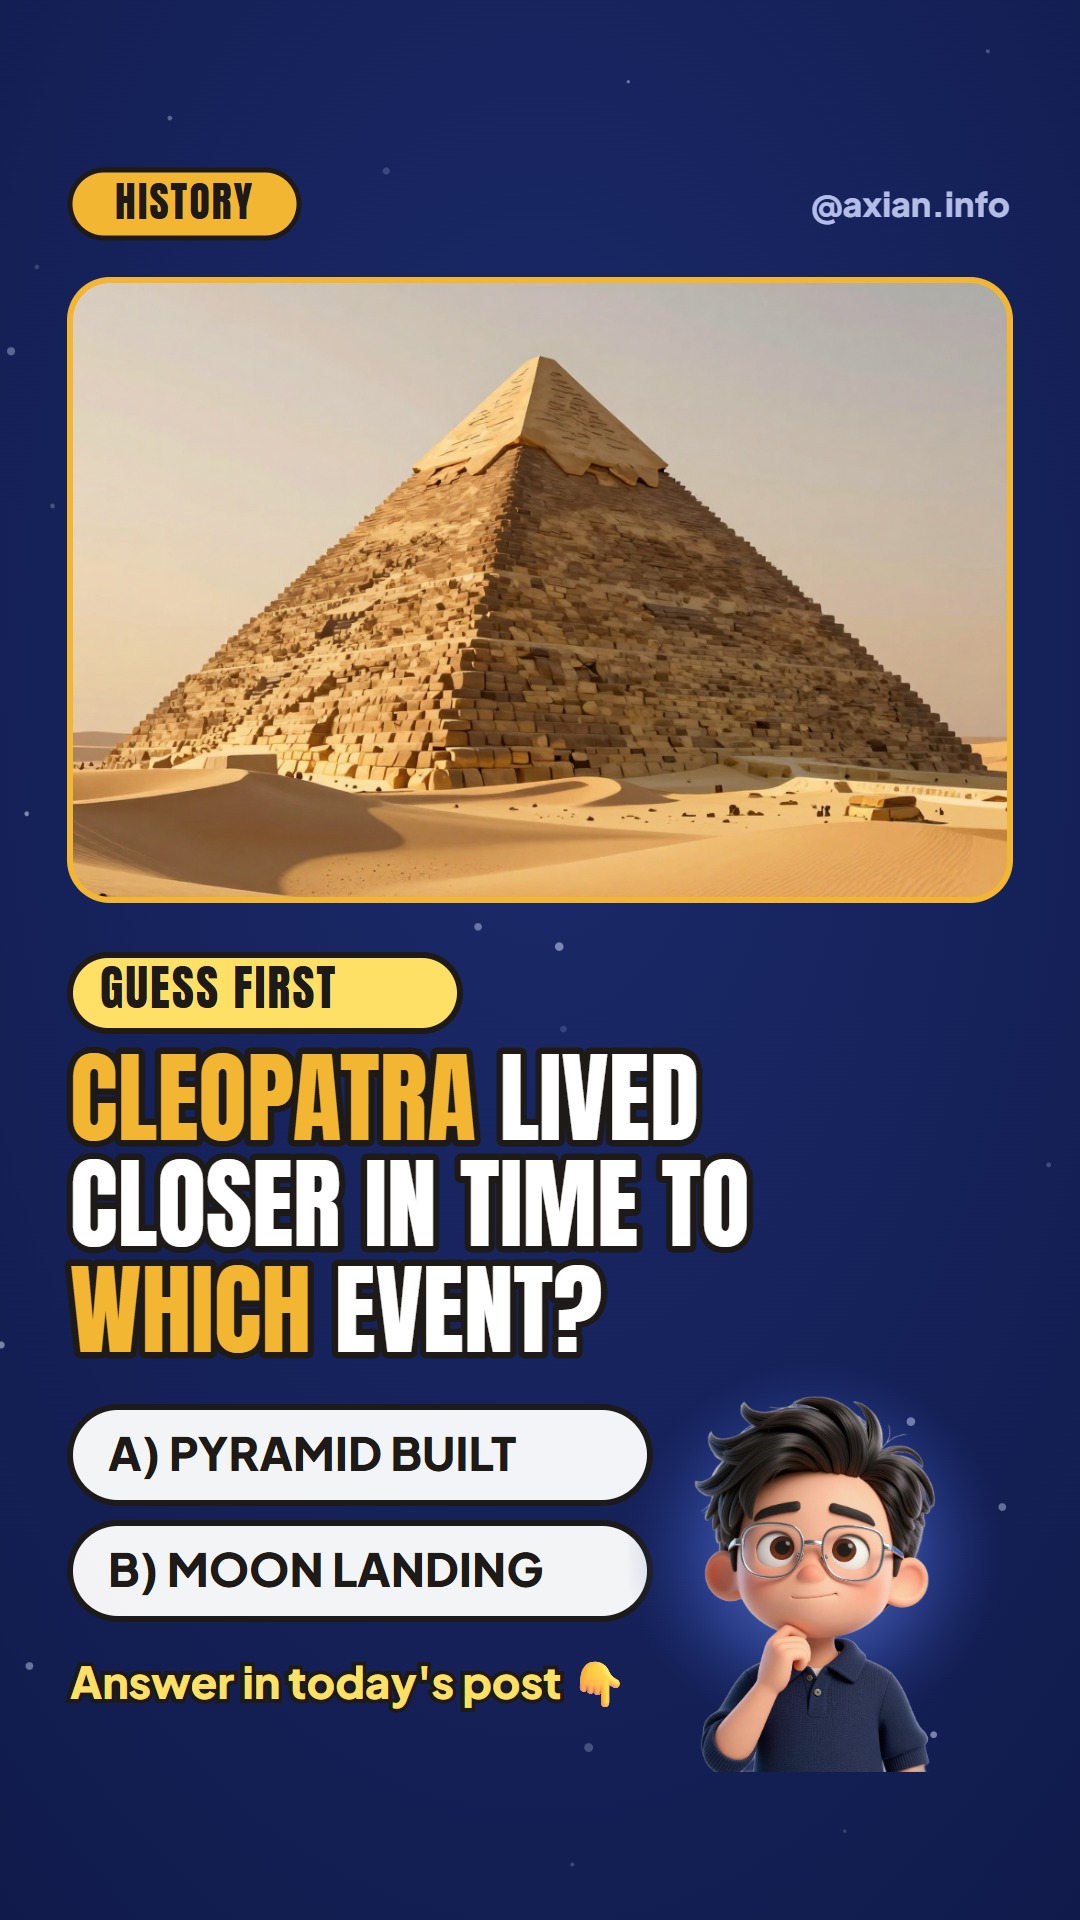 HISTORY
@axian.info
GUESS FIRST
CLEOPATRA LIVED
CLOSER IN TIME TO
WHICH EVENT?
A) PYRAMID BUILT
B) MOON LANDING
Answer in today's post 👇